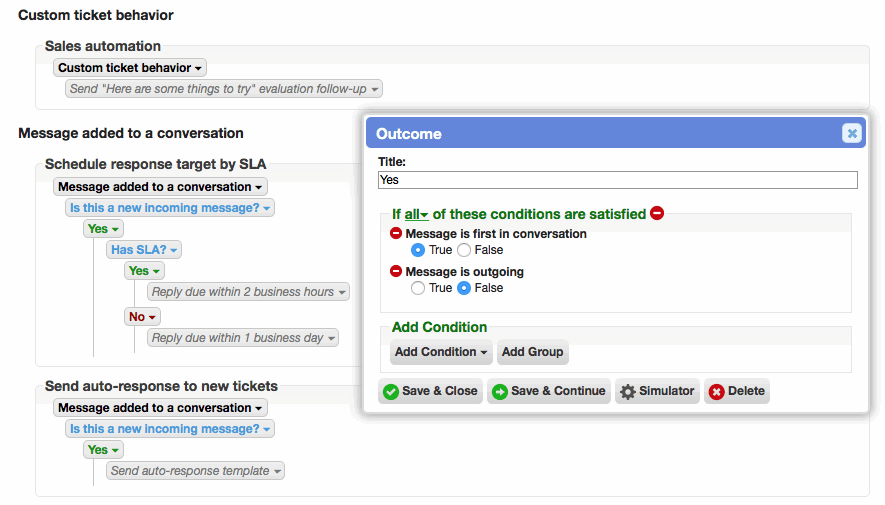 Custom ticket behavior
Sales automation
Custom ticket behavior
Send "Here are some things to try" evaluation follow-up
Message added to a conversation
Schedule response target by SLA
Message added to a conversation
Is this a new incoming message?
Yes
Has SLA?
Yes
Reply due within 2 business hours
No
Reply due within 1 business day
Send auto-response to new tickets
Message added to a conversation
Is this a new incoming message?
Yes
Send auto-response template
Outcome
Title:
Yes
If all of these conditions are satisfied
Message is first in conversation
True False
Message is outgoing
True False
Add Condition
Add Condition Add Group
Save & Close Save & Continue Simulator Delete